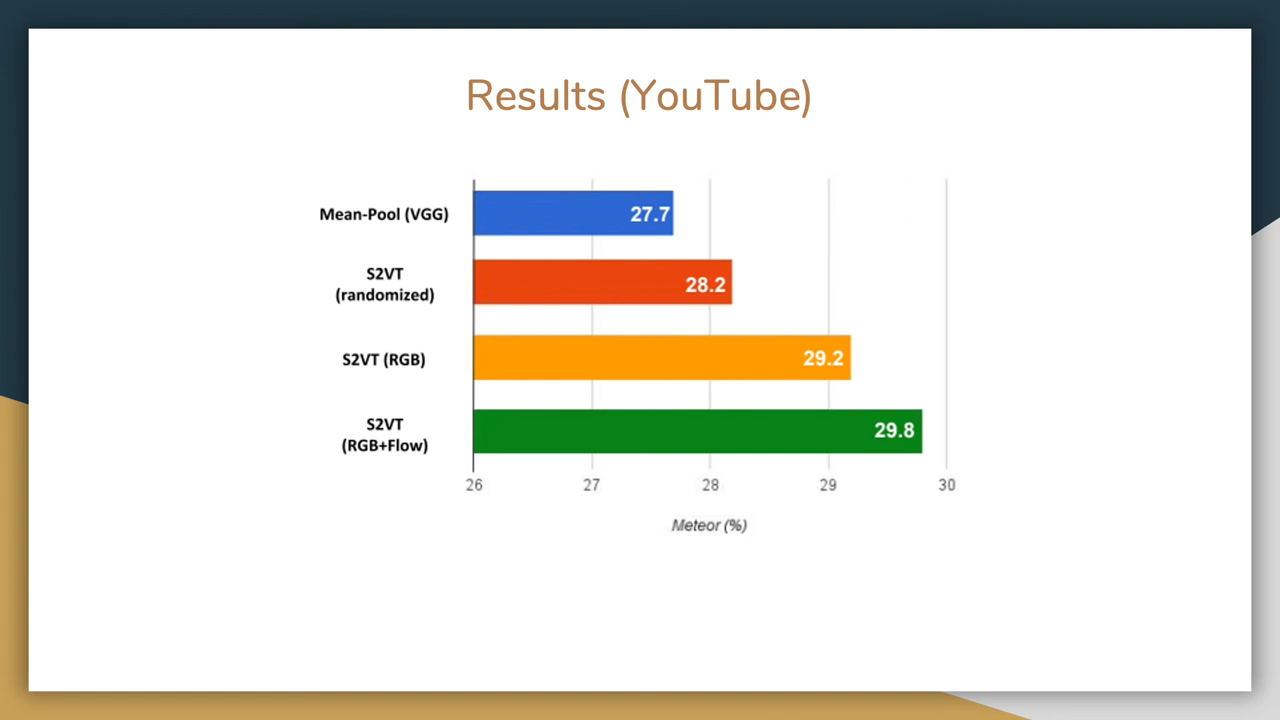 Results (YouTube)
Mean-Pool (VGG)
27.7
S2VT
(randomized)
28.2
S2VT (RGB)
29.2
S2VT
(RGB+Flow)
29.8
26 27 28 29 30
Meteor (%)